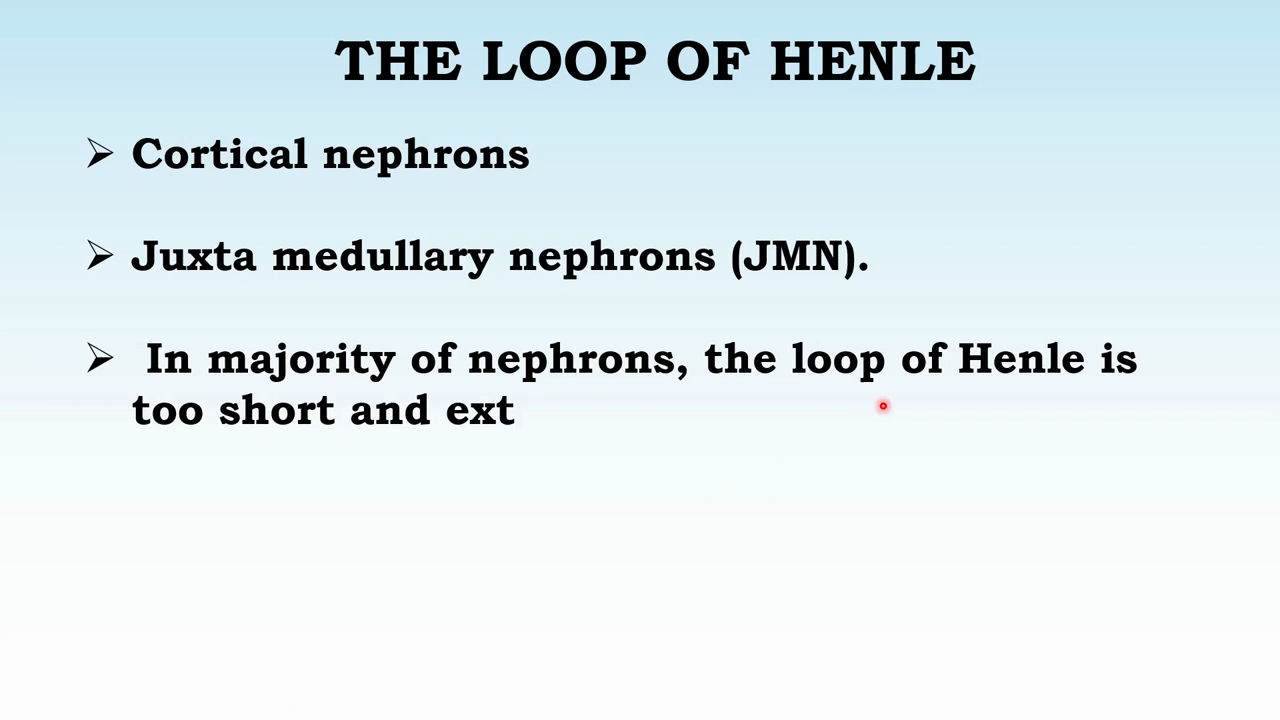 THE LOOP OF HENLE
➢ Cortical nephrons
➢ Juxta medullary nephrons (JMN).
➢ In majority of nephrons, the loop of Henle is
too short and ext